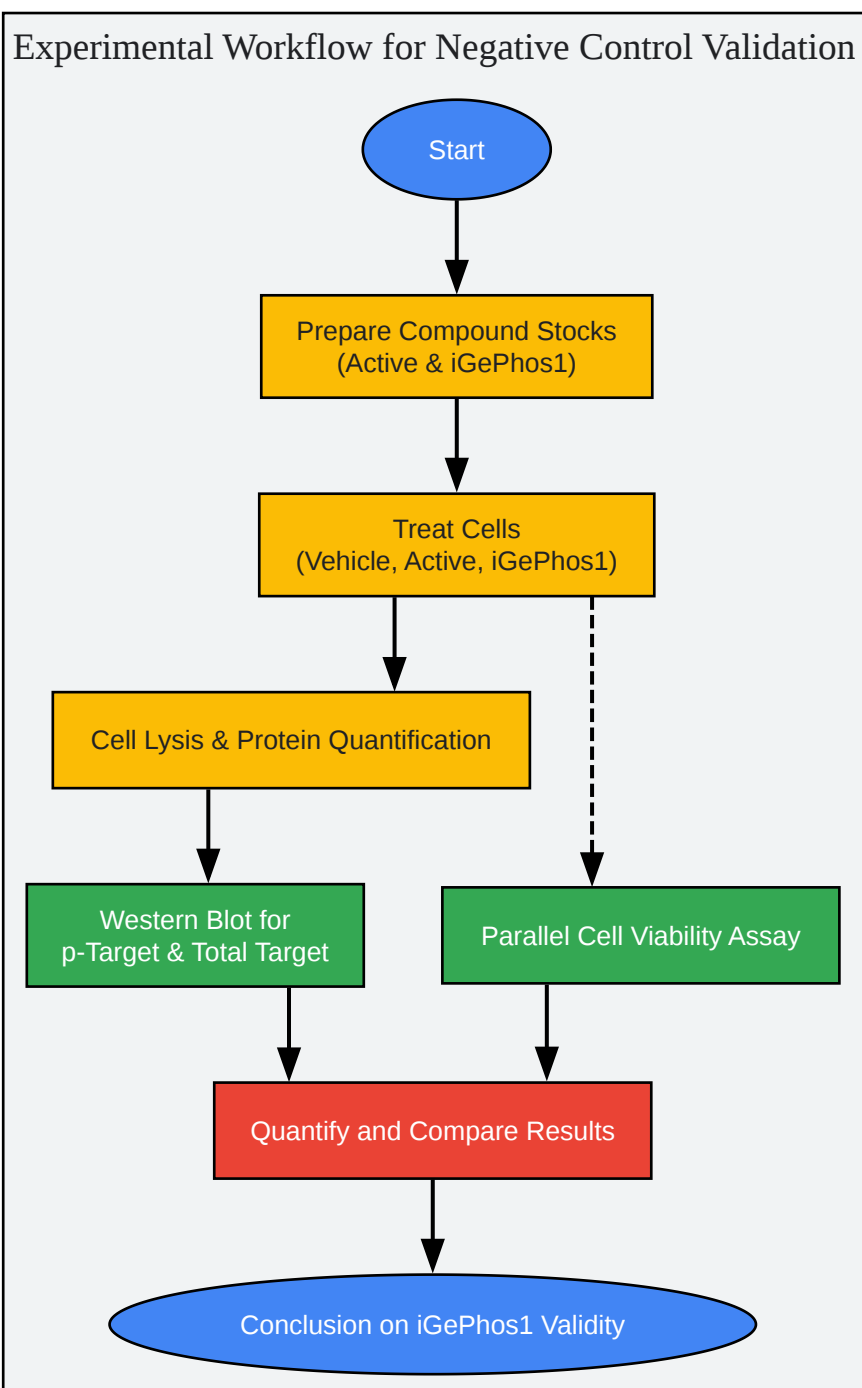 Experimental Workflow for Negative Control Validation
Start
Prepare Compound Stocks
(Active & iGePhos1)
Treat Cells
(Vehicle, Active, iGePhos1)
Cell Lysis & Protein Quantification
Western Blot for
p-Target & Total Target
Parallel Cell Viability Assay
Quantify and Compare Results
Conclusion on iGePhos1 Validity